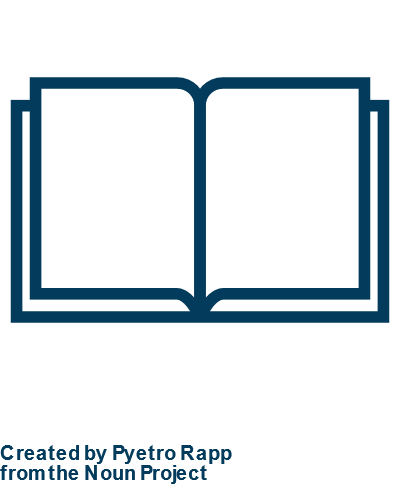 Created by Pyetro Rapp
from the Noun Project